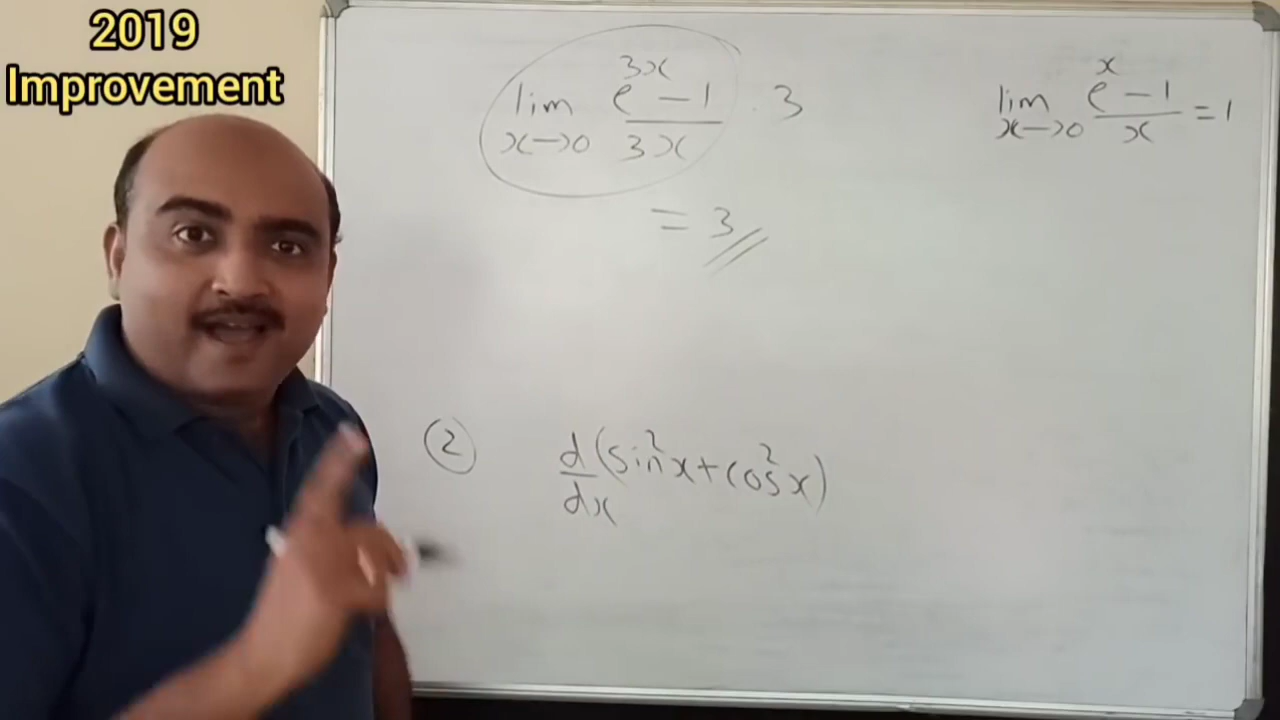 2019
Improvement
lim x→0 (e^3x − 1)/3x . 3
= 3
lim x→0 (e^x − 1)/x = 1
② d/dx (sin²x + cos²x)